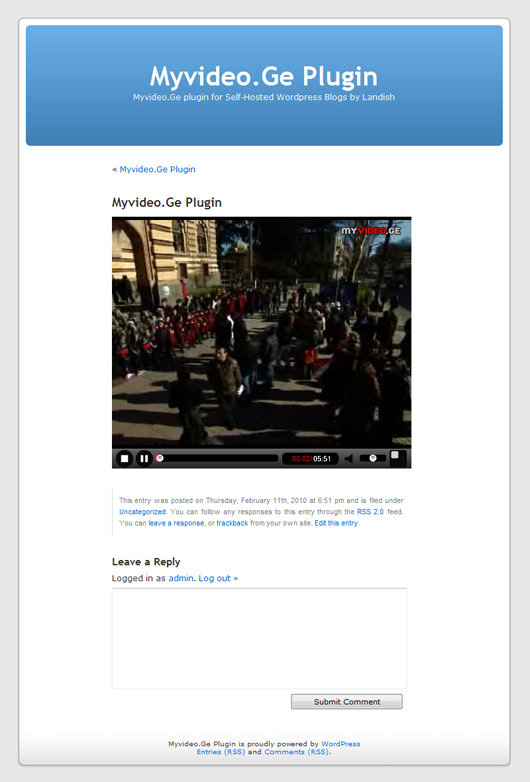 Myvideo.Ge Plugin
Myvideo.Ge plugin for Self-Hosted Wordpress Blogs by Landish
« Myvideo.Ge Plugin
Myvideo.Ge Plugin
MYVIDEO.GE
00:02/05:51
This entry was posted on Thursday, February 11th, 2010 at 6:51 pm and is filed under
Uncategorized. You can follow any responses to this entry through the RSS 2.0 feed.
You can leave a response, or trackback from your own site. Edit this entry.
Leave a Reply
Logged in as admin. Log out »
Submit Comment
Myvideo.Ge Plugin is proudly powered by WordPress
Entries (RSS) and Comments (RSS).